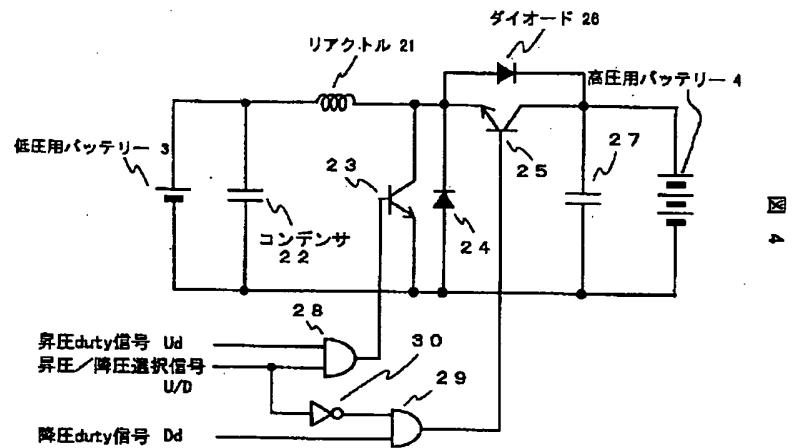 ダイオード 26
リアクトル 21
高圧用バッテリー 4
低圧用バッテリー 3
27
25
23
24
コンデンサ
22
図 4
28
昇圧duty信号 Ud
昇圧／降圧選択信号
U/D
30
29
降圧duty信号 Dd